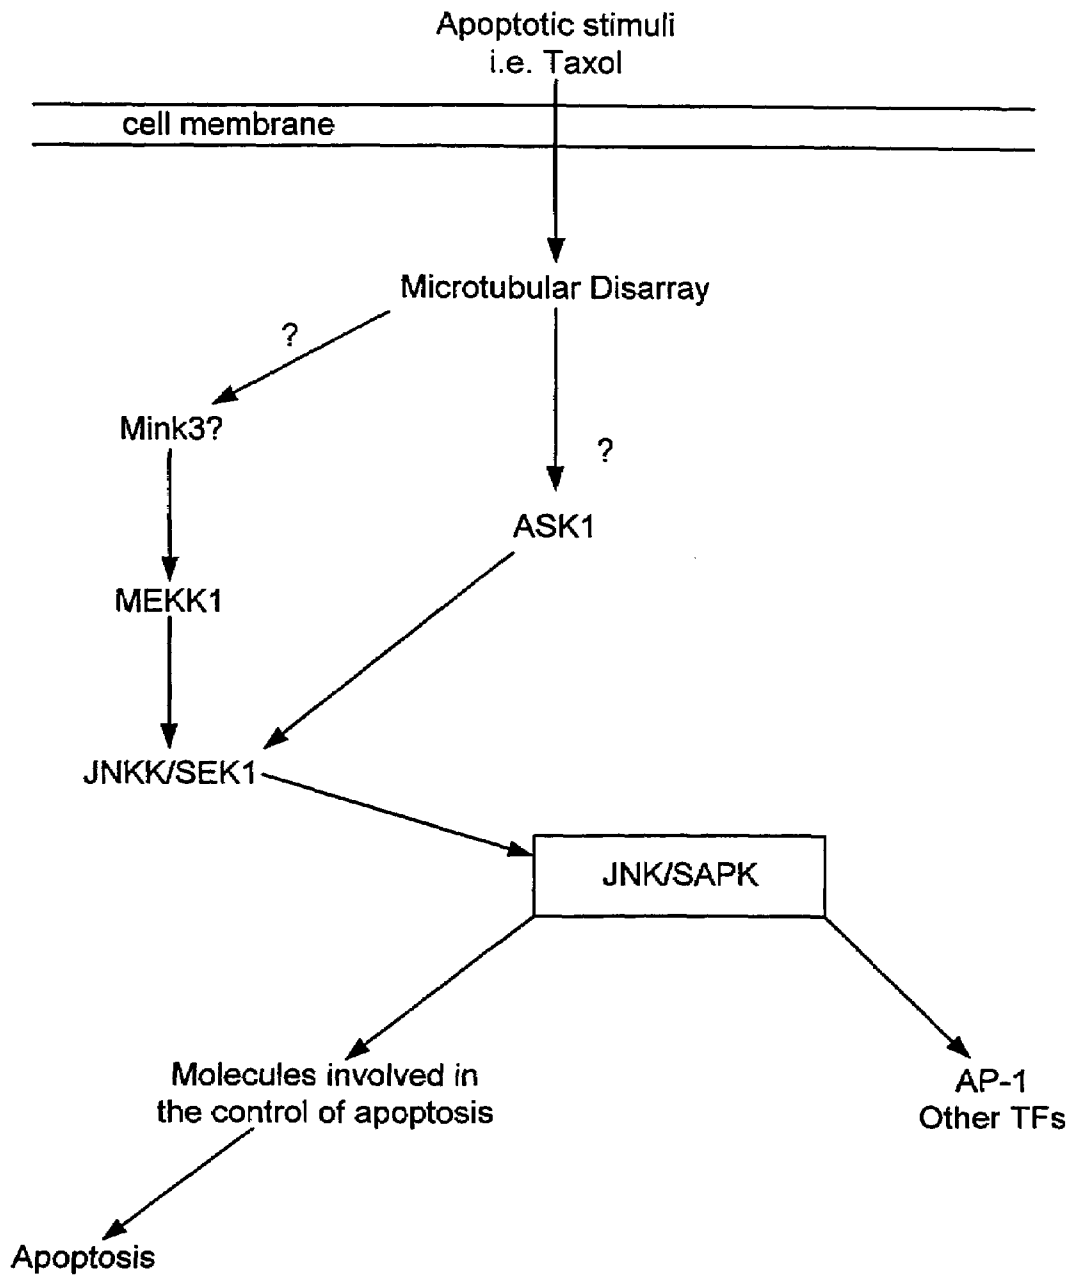 Apoptotic stimuli
i.e. Taxol
cell membrane
Microtubular Disarray
?
Mink3?
?
ASK1
MEKK1
JNKK/SEK1
JNK/SAPK
Molecules involved in
the control of apoptosis
AP-1
Other TFs
Apoptosis